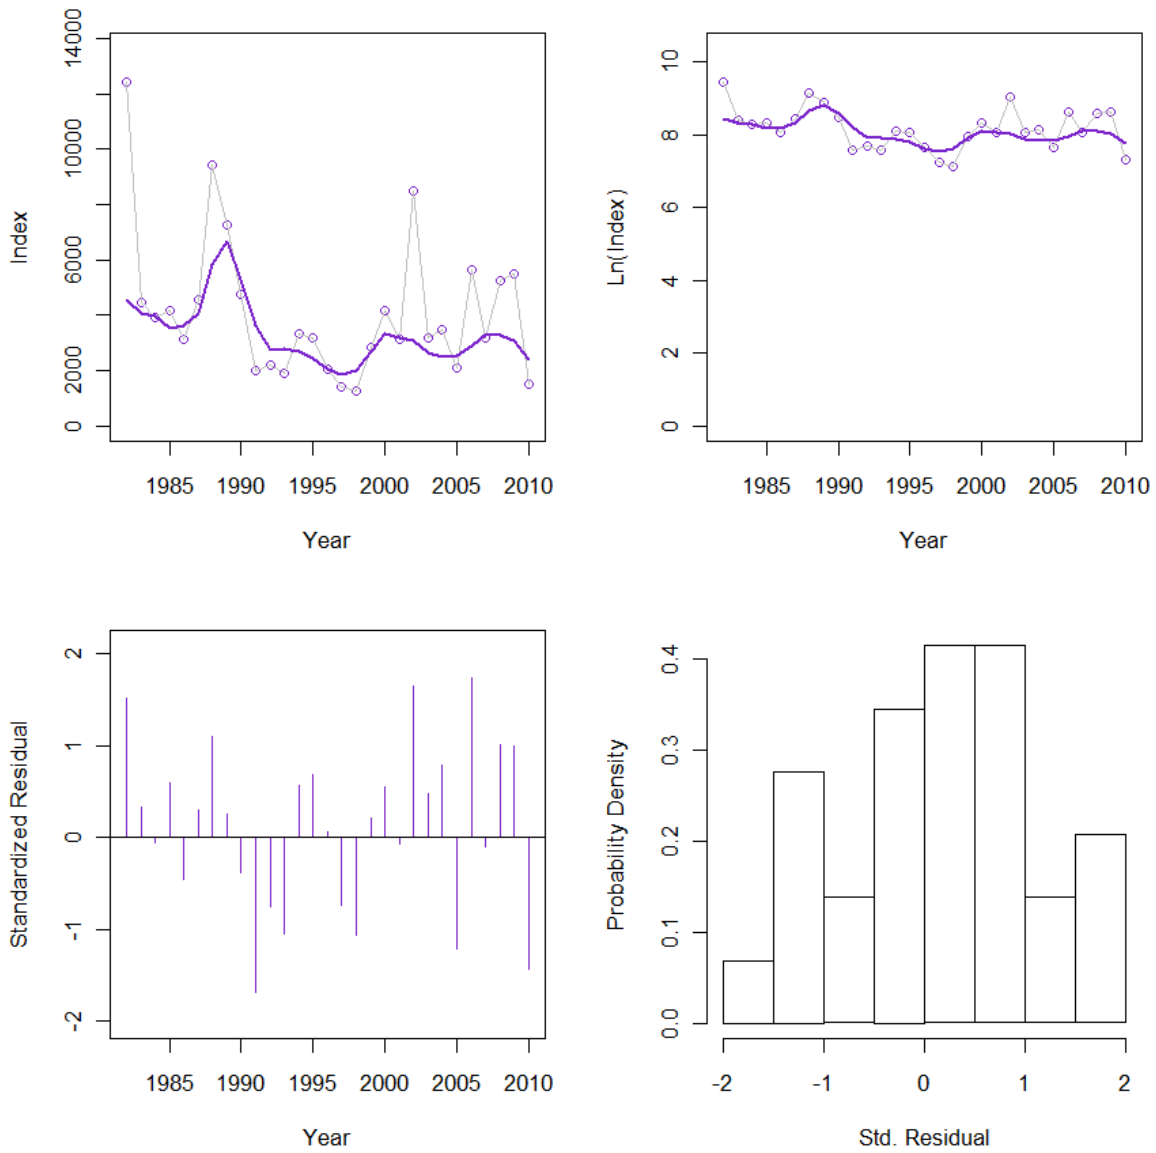 Index
14000
10000
6000
2000
0
1985 1990 1995 2000 2005 2010
Year
Ln(Index)
10
8
6
4
2
0
1985 1990 1995 2000 2005 2010
Year
Standardized Residual
2
1
0
-1
-2
1985 1990 1995 2000 2005 2010
Year
Probability Density
0.4
0.3
0.2
0.1
0.0
-2 -1 0 1 2
Std. Residual